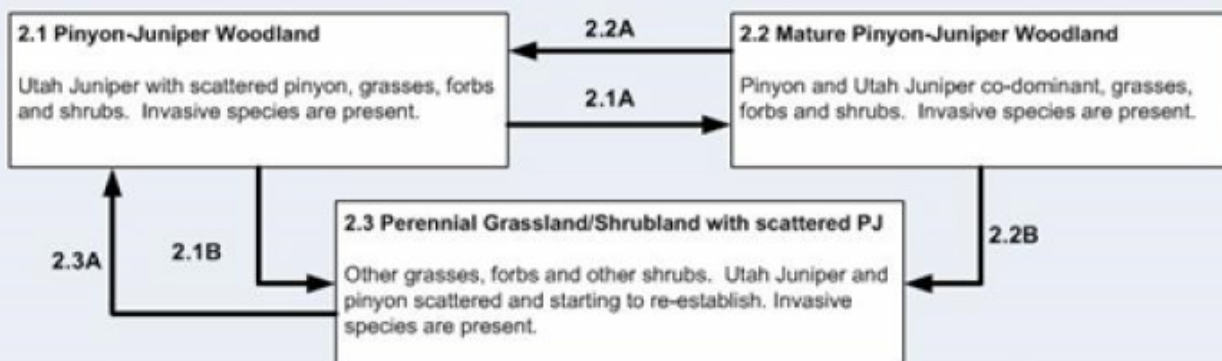 2.1 Pinyon-Juniper Woodland
Utah Juniper with scattered pinyon, grasses, forbs
and shrubs. Invasive species are present.
2.2A
2.1A
2.2 Mature Pinyon-Juniper Woodland
Pinyon and Utah Juniper co-dominant, grasses,
forbs and shrubs. Invasive species are present.
2.3A
2.1B
2.3 Perennial Grassland/Shrubland with scattered PJ
Other grasses, forbs and other shrubs. Utah Juniper and
pinyon scattered and starting to re-establish. Invasive
species are present.
2.2B